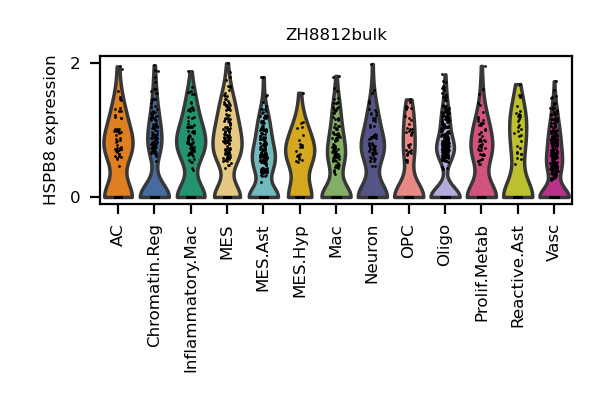 ZH8812bulk
HSPB8 expression
2
0
AC
Chromatin.Reg
Inflammatory.Mac
MES
MES.Ast
MES.Hyp
Mac
Neuron
OPC
Oligo
Prolif.Metab
Reactive.Ast
Vasc